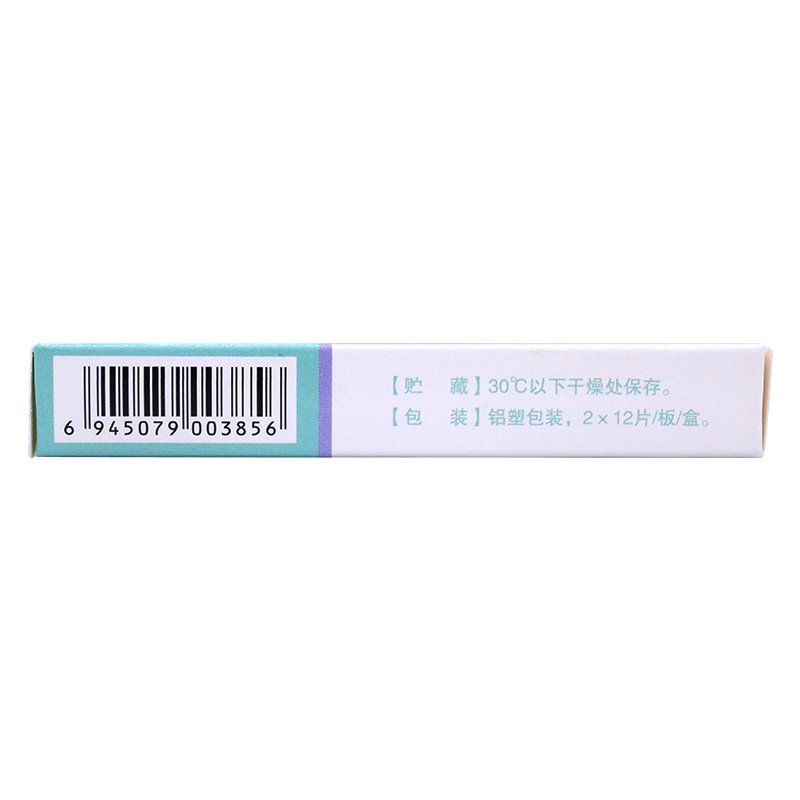 6 945079 003856
【贮 藏】30℃以下干燥处保存。
【包 装】铝塑包装，2×12片/板/盒。